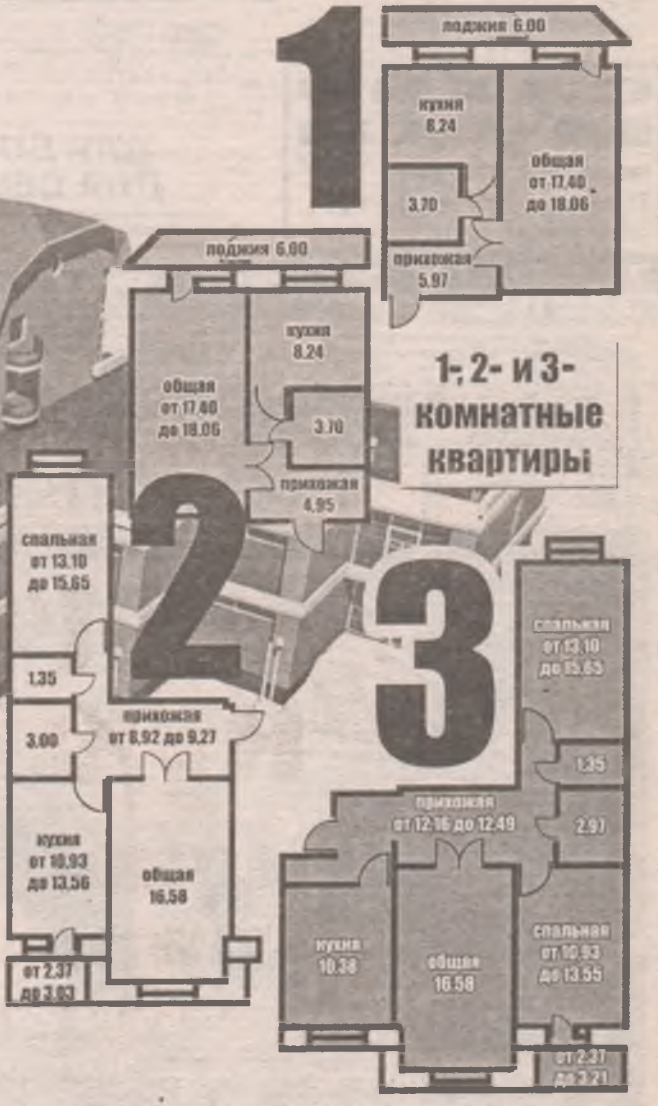 1
лоджия 6.00
кухня
8.24
общая
от 17.40
до 18.06
3.70
прихожая
5.97
лоджия 6.00
кухня
8.24
общая
от 17.40
до 18.06
3.70
прихожая
4.95
1-, 2- и 3-
комнатные
квартиры
2
спальная
от 13.10
до 15.65
1.35
3.00
прихожая
от 8.92 до 9.27
кухня
от 10.93
до 13.56
общая
16.58
от 2.37
до 3.03
3
спальная
от 13.10
до 15.65
1.35
прихожая
от 12.16 до 12.49
2.97
кухня
10.38
общая
16.58
спальная
от 10.93
до 13.55
от 2.37
до 3.21